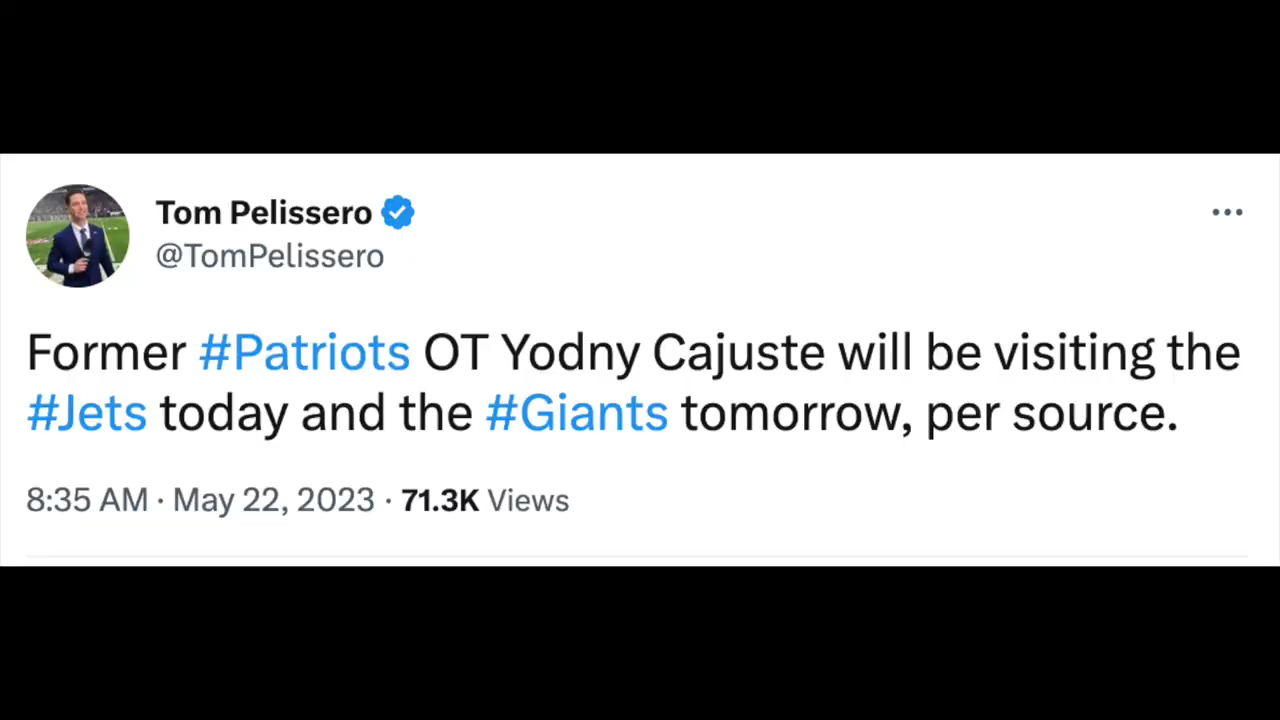 Tom Pelissero
@TomPelissero
Former #Patriots OT Yodny Cajuste will be visiting the
#Jets today and the #Giants tomorrow, per source.
8:35 AM · May 22, 2023 · 71.3K Views